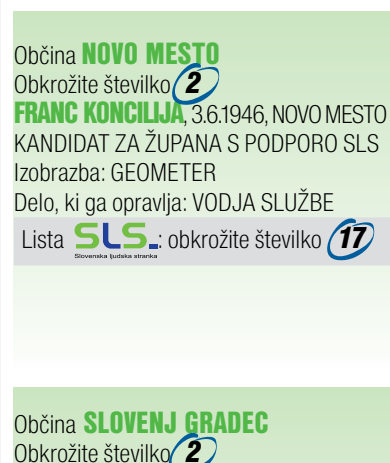 Občina NOVO MESTO
Obkrožite številko 2
FRANC KONCILIJA, 3.6.1946, NOVO MESTO
KANDIDAT ZA ŽUPANA S PODPORO SLS
Izobrazba: GEOMETER
Delo, ki ga opravlja: VODJA SLUŽBE
Lista SLS: obkrožite številko 17
Slovenska ljudska stranka
Občina SLOVENJ GRADEC
Obkrožite številko 2